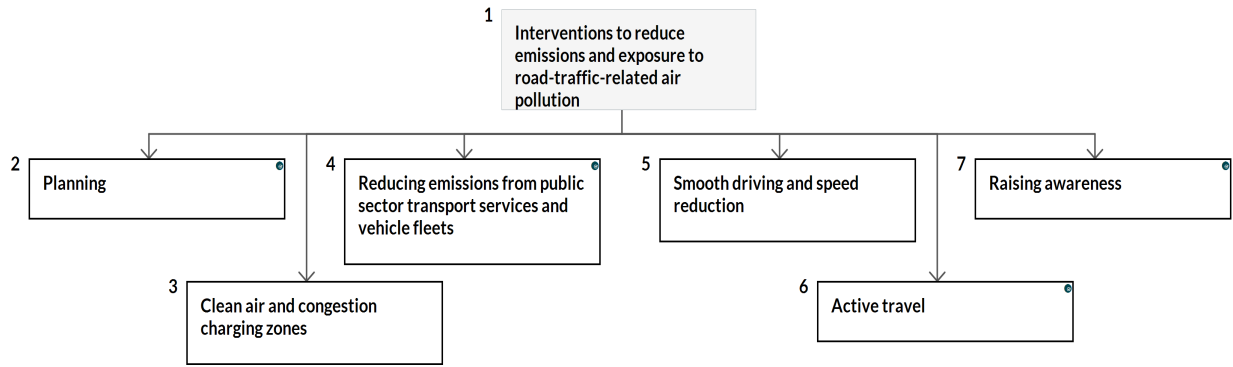 1
Interventions to reduce
emissions and exposure to
road-traffic-related air
pollution
2
Planning
4
Reducing emissions from public
sector transport services and
vehicle fleets
5
Smooth driving and speed
reduction
7
Raising awareness
3
Clean air and congestion
charging zones
6
Active travel